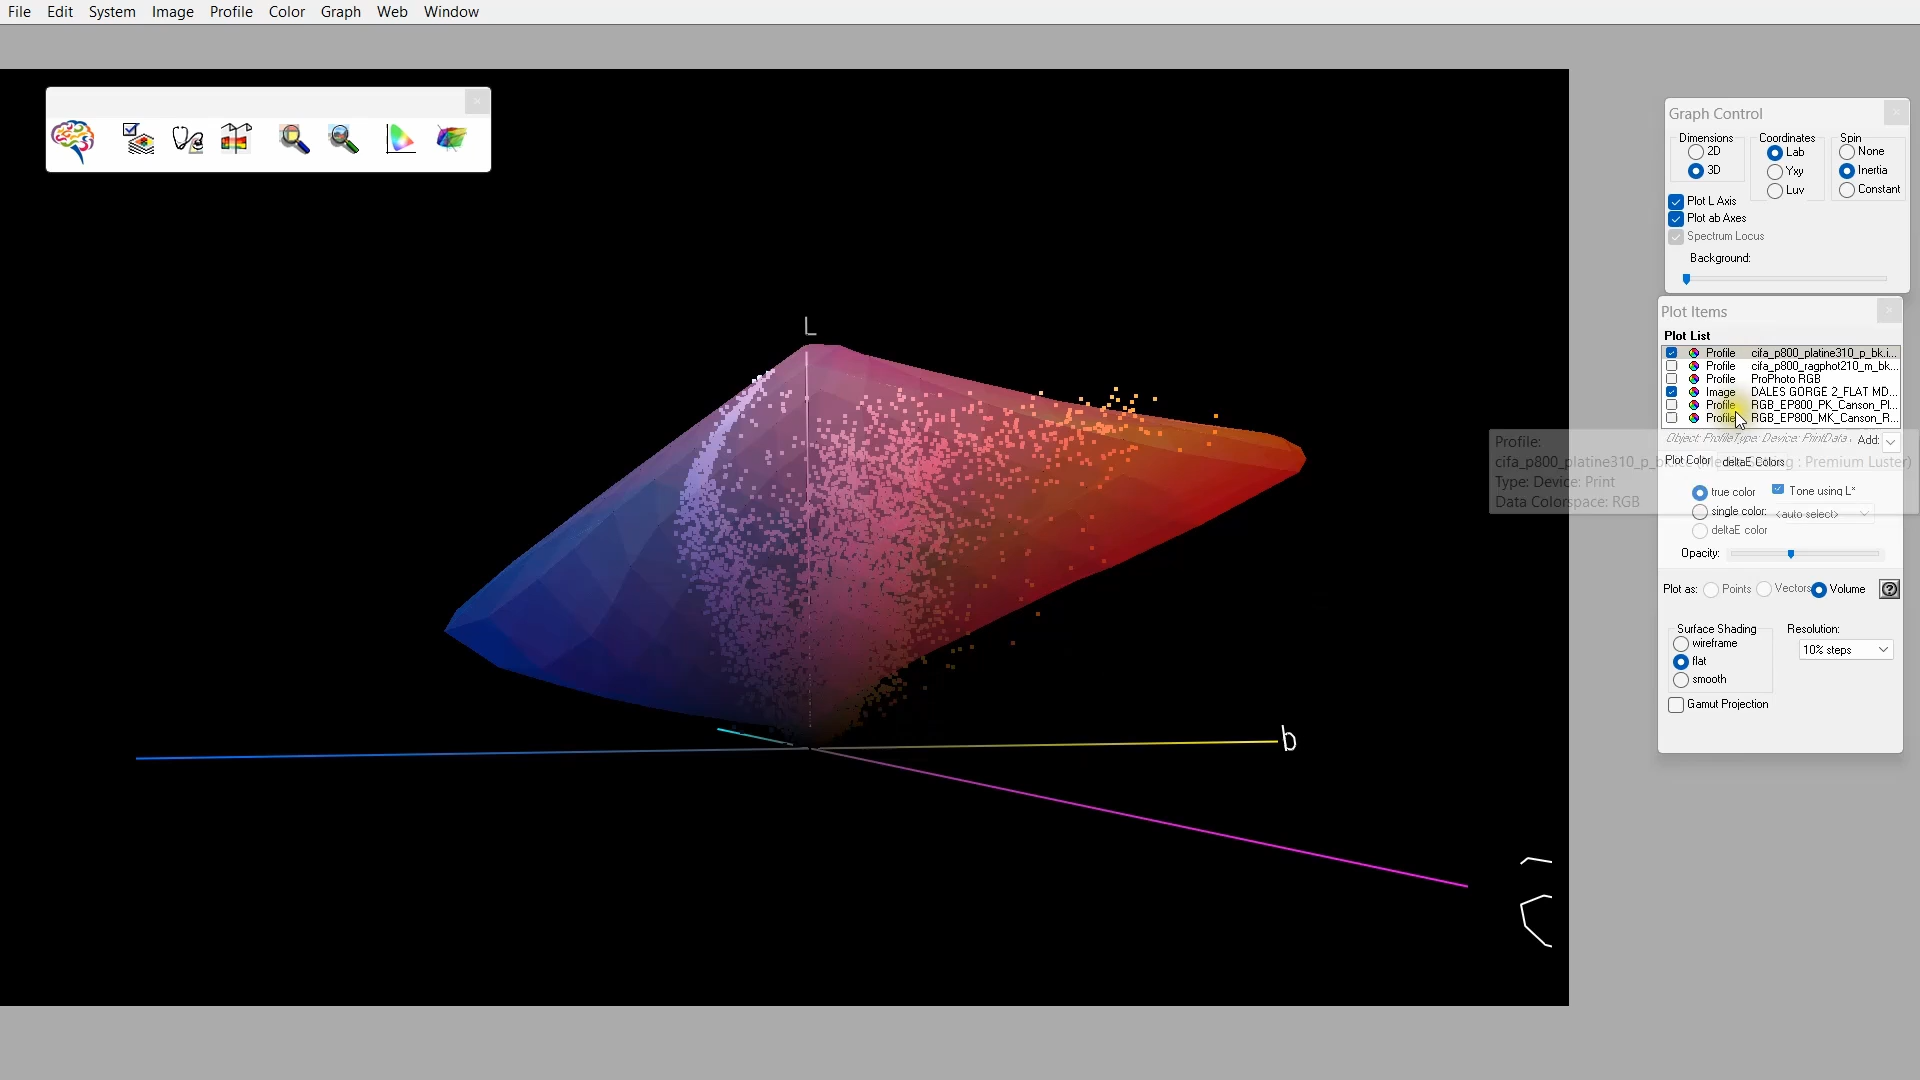 File Edit System Image Profile Color Graph Web Window
L
b
Graph Control
Dimensions
2D
3D
Coordinates
Lab
Yxy
Luv
Spin
None
Inertia
Constant
Plot L Axis
Plot ab Axes
Spectrum Locus
Background:
Plot Items
Plot List
Profile cifa_p800_platine310_p_bk.i...
Profile cifa_p800_ragphot210_m_bk...
Profile ProPhoto RGB
Image DALES GORGE 2_FLAT MD...
Profile RGB_EP800_PK_Canson_Pl...
Profile RGB_EP800_MK_Canson_R...
Object: ProfileType: Device: PrintData Add:
Profile:
cifa_p800_platine310_p_b : Premium Luster)
Type: Device: Print
Data Colorspace: RGB
Plot Color deltaE Colors
true color Tone using L*
single color: <auto select>
deltaE color
Opacity:
Plot as: Points Vectors Volume
Surface Shading
wireframe
flat
smooth
Resolution:
10% steps
Gamut Projection